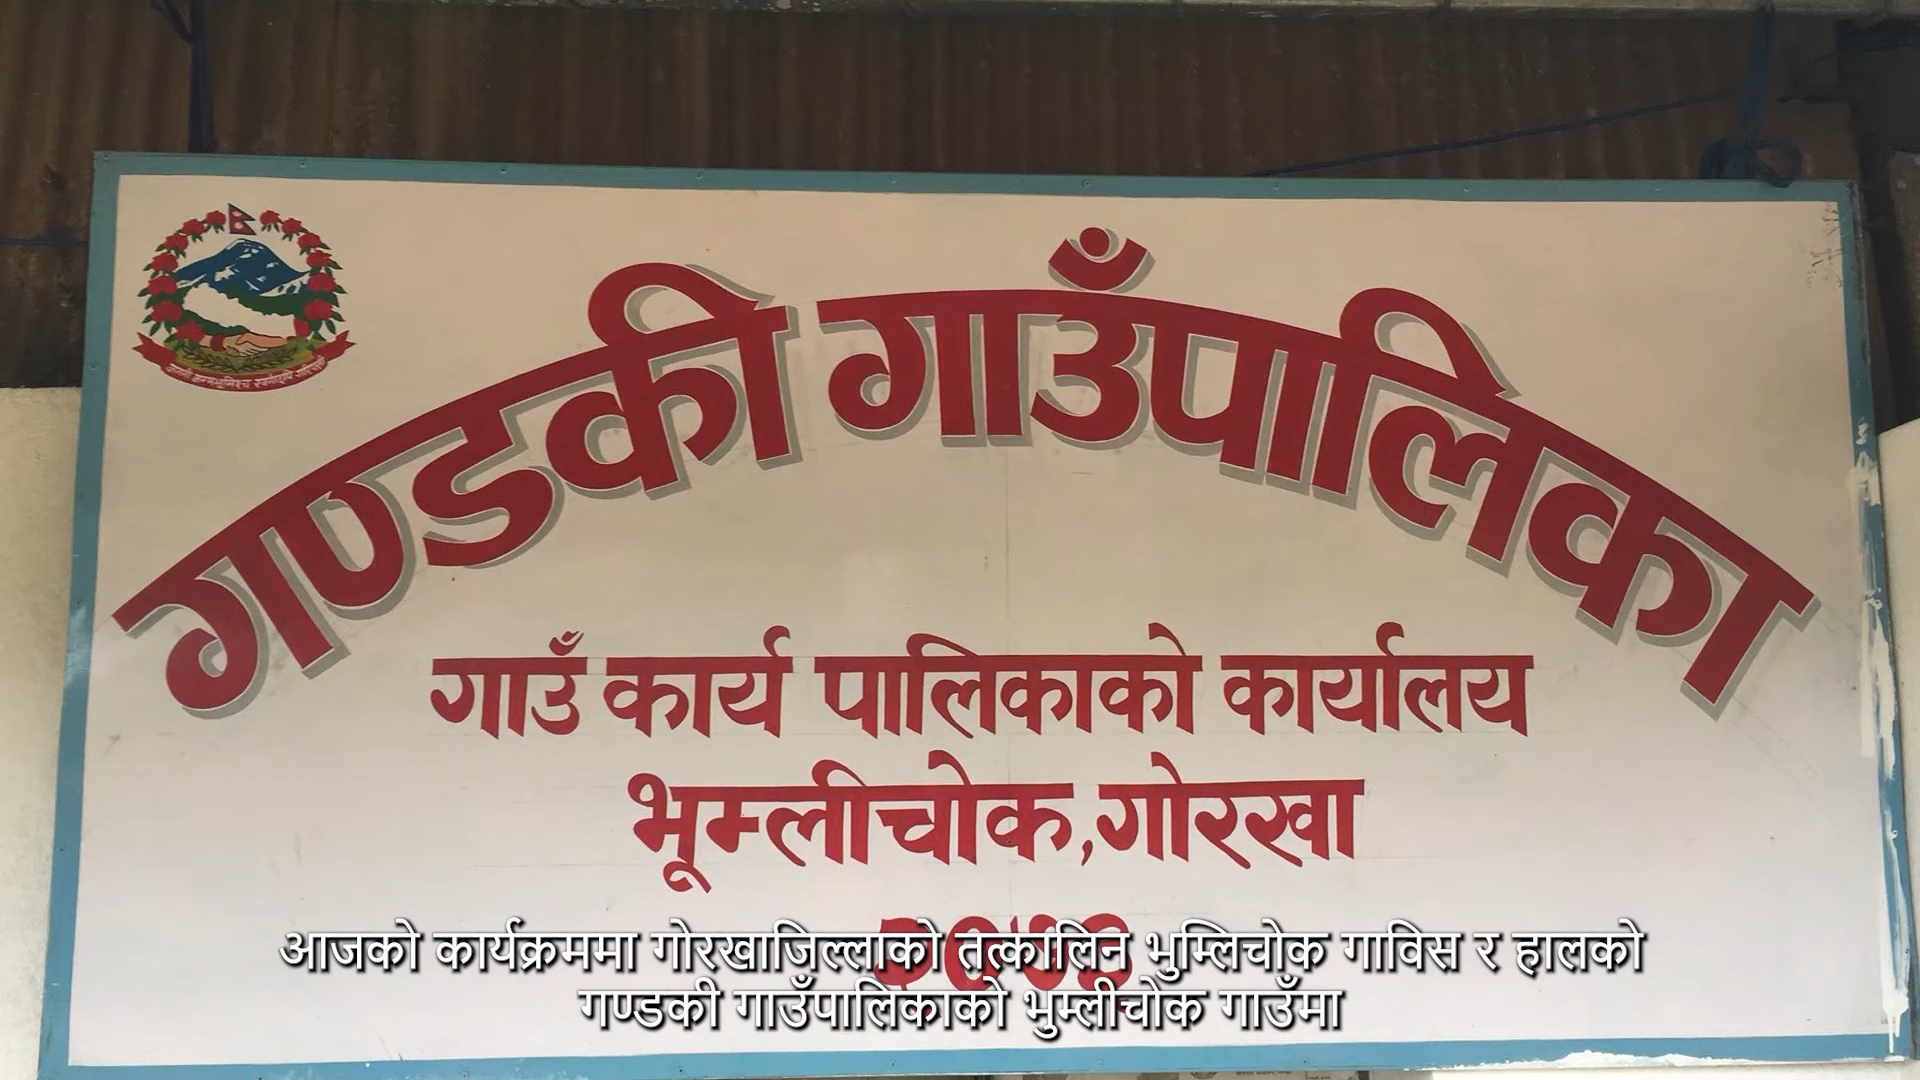 गण्डकी गाउँपालिका
गाउँ कार्य पालिकाको कार्यालय
भूम्लीचोक,गोरखा
आजको कार्यक्रममा गोरखाजिल्लाको तत्कालिन भुम्लिचोक गाविस र हालको
गण्डकी गाउँपालिकाको भुम्लीचोक गाउँमा